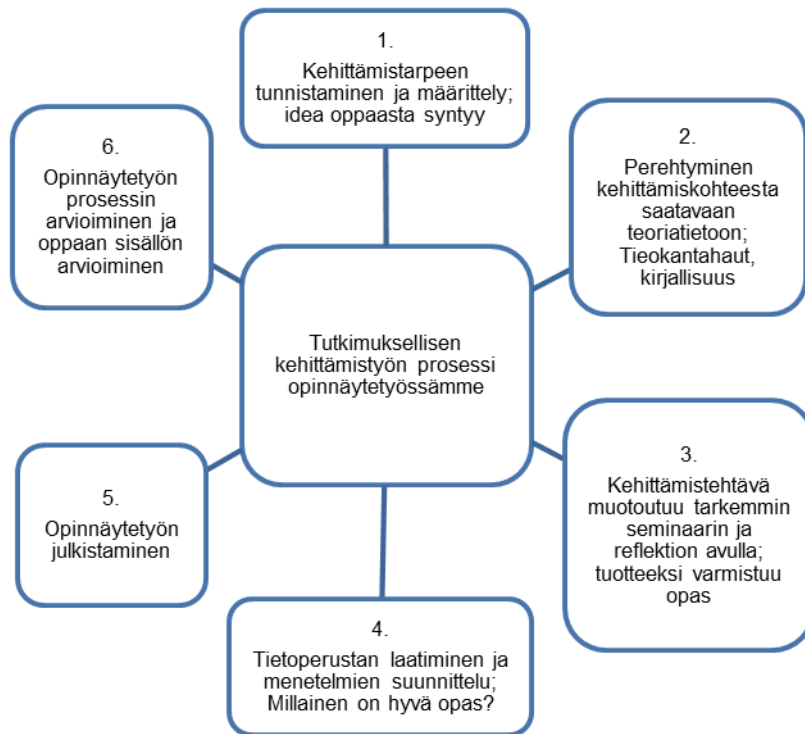 1.
Kehittämistarpeen
tunnistaminen ja määrittely;
idea oppaasta syntyy
2.
Perehtyminen
kehittämiskohteesta
saatavaan
teoriatietoon;
Tieokantahaut,
kirjallisuus
3.
Kehittämistehtävä
muotoutuu tarkemmin
seminaarin ja
reflektion avulla;
tuotteeksi varmistuu
opas
4.
Tietoperustan laatiminen ja
menetelmien suunnittelu;
Millainen on hyvä opas?
5.
Opinnäytetyön
julkistaminen
6.
Opinnäytetyön
prosessin
arvioiminen ja
oppaan sisällön
arvioiminen
Tutkimuksellisen
kehittämistyön prosessi
opinnäytetyössämme